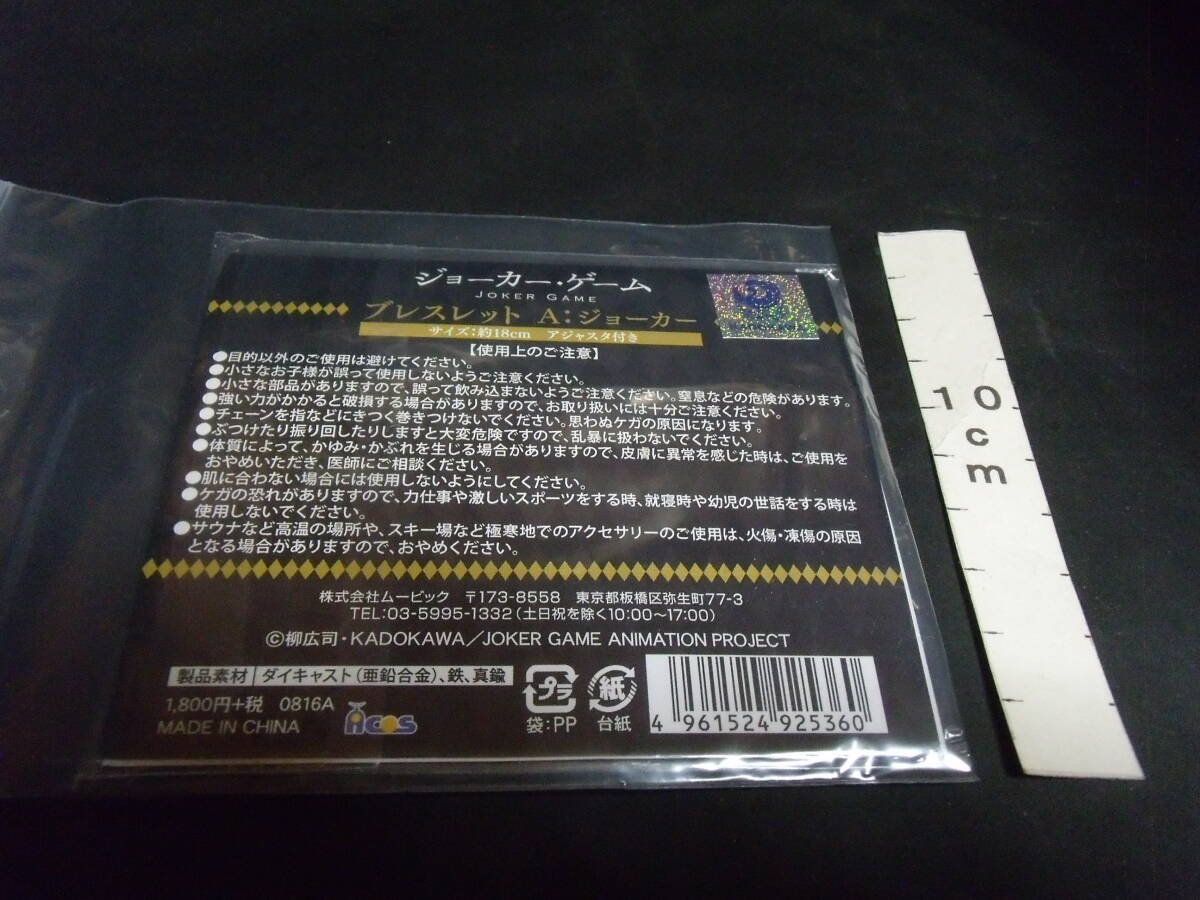 ジョーカー・ゲーム
JOKER GAME
ブレスレット A:ジョーカー
サイズ:約18cm アジャスタ付き
【使用上のご注意】
●目的以外のご使用は避けてください。
●小さなお子様が誤って使用しないようご注意ください。
●小さな部品がありますので、誤って飲み込まないようご注意ください。窒息などの危険があります。
●強い力がかかると破損する場合がありますので、お取り扱いには十分ご注意ください。
●チェーンを指などにきつく巻きつけないでください。思わぬケガの原因になります。
●ぶつけたり振り回したりしますと大変危険ですので、乱暴に扱わないでください。
●体質によって、かゆみ・かぶれを生じる場合がありますので、皮膚に異常を感じた時は、ご使用を
おやめいただき、医師にご相談ください。
●肌に合わない場合には使用しないようにしてください。
●ケガの恐れがありますので、力仕事や激しいスポーツをする時、就寝時や幼児の世話をする時は
使用しないでください。
●サウナなど高温の場所や、スキー場など極寒地でのアクセサリーのご使用は、火傷・凍傷の原因
となる場合がありますので、おやめください。
株式会社ムービック 〒173-8558 東京都板橋区弥生町77-3
TEL:03-5995-1332(土日祝を除く10:00〜17:00)
©柳広司・KADOKAWA/JOKER GAME ANIMATION PROJECT
製品素材 ダイキャスト(亜鉛合金)、鉄、真鍮
1,800円+税 0816A
MADE IN CHINA
ACOS
プラ
袋:PP
紙
台紙
4 961524 925360
10
cm